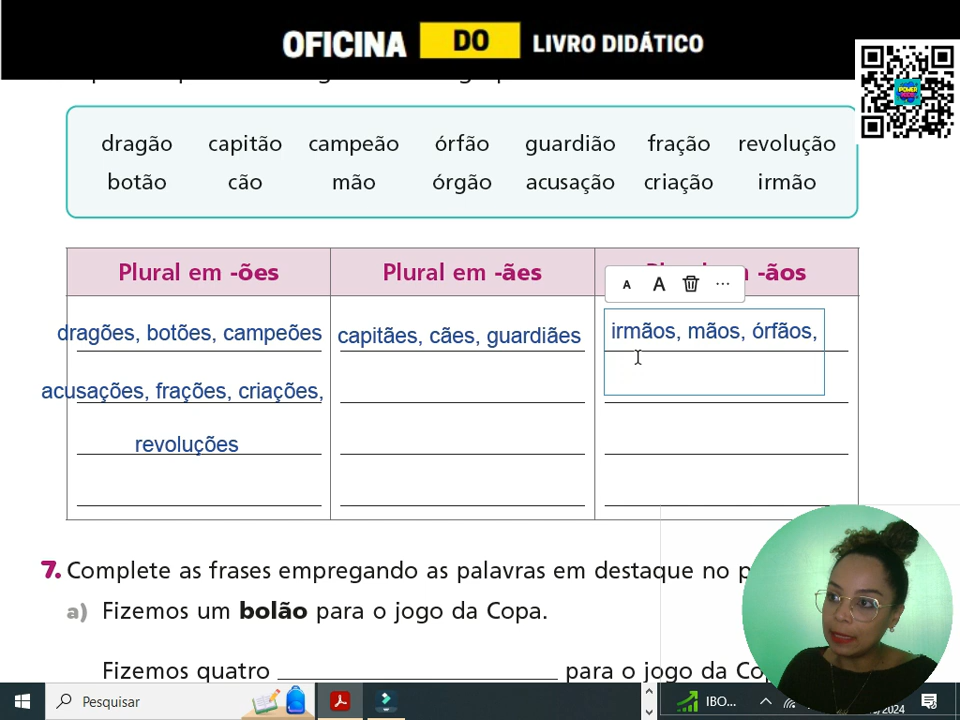 OFICINA DO LIVRO DIDÁTICO
dragão capitão campeão órfão guardião fração revolução
botão cão mão órgão acusação criação irmão
Plural em -ões Plural em -ães -ãos
A A ...
dragões, botões, campeões capitães, cães, guardiães irmãos, mãos, órfãos,
acusações, frações, criações,
revoluções
7. Complete as frases empregando as palavras em destaque no
a) Fizemos um bolão para o jogo da Copa.
Fizemos quatro para o jogo da
Pesquisar IBO...